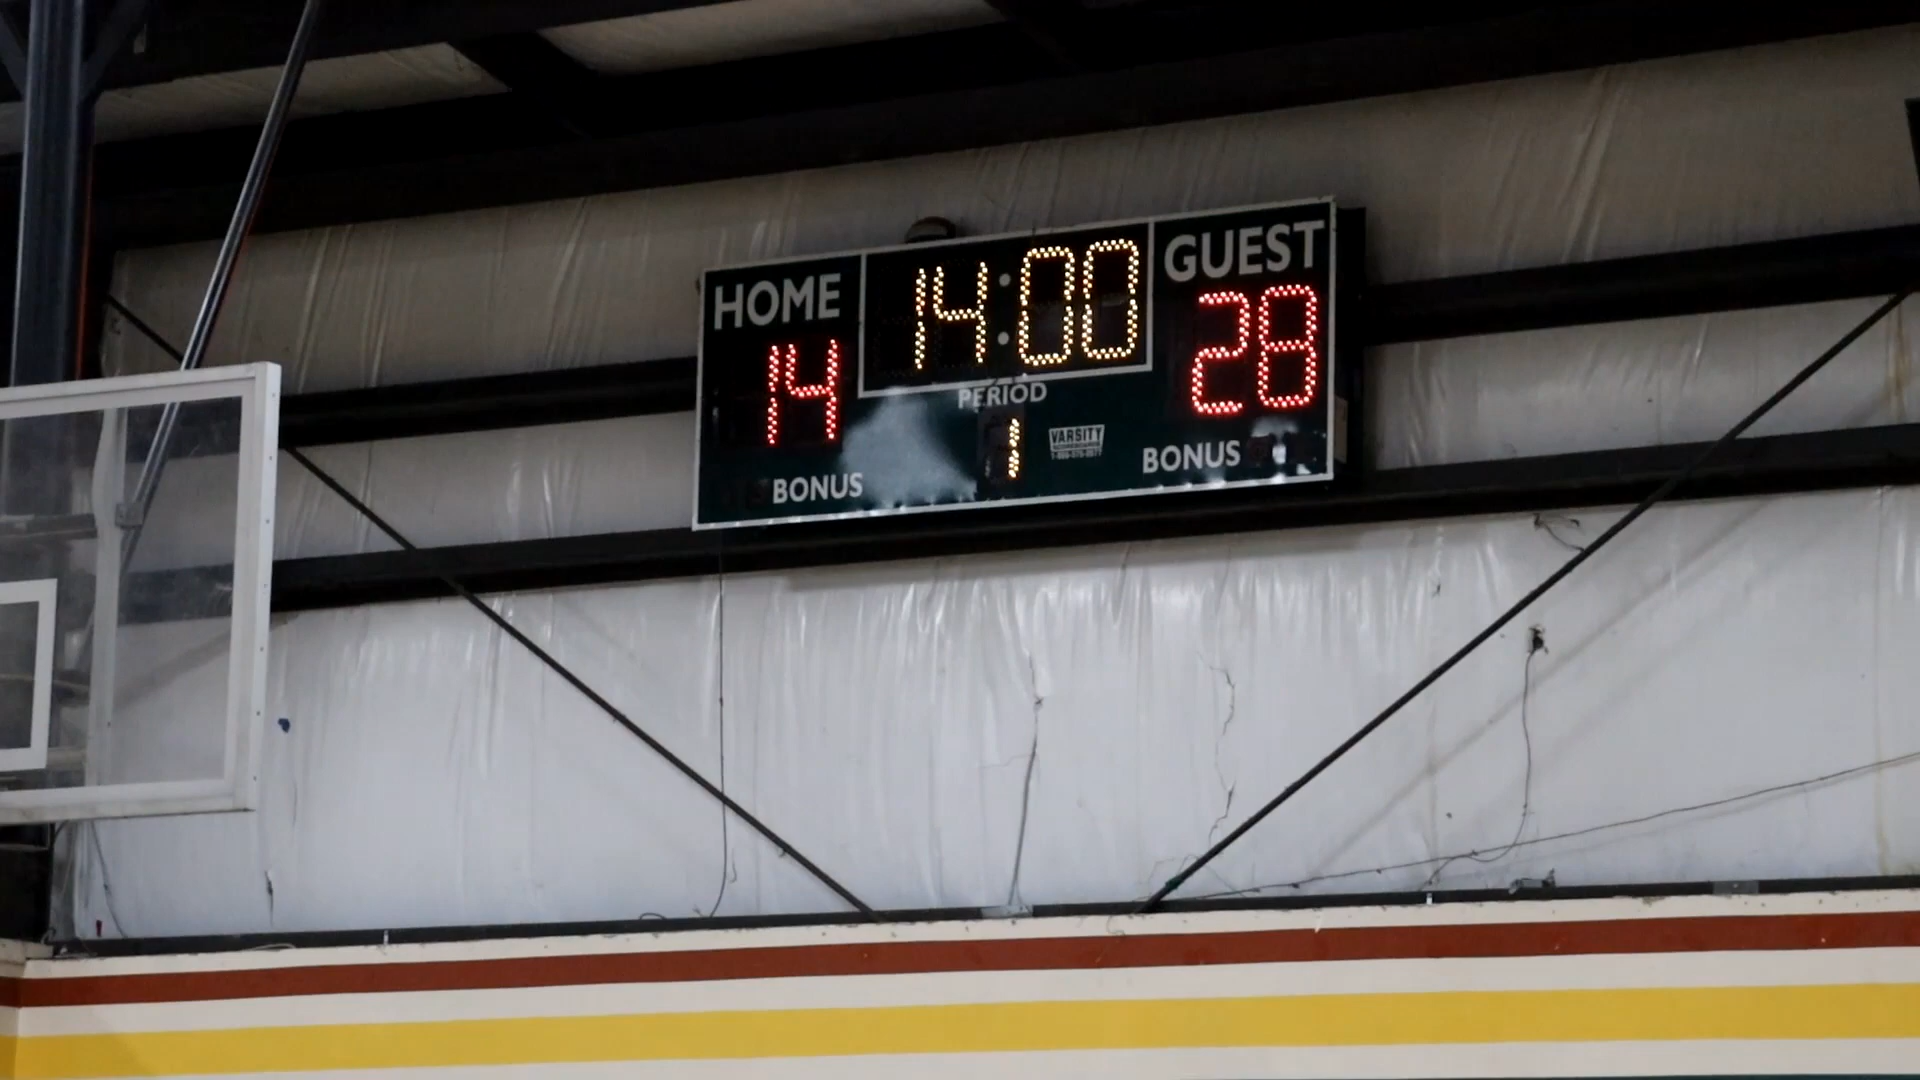 HOME
14:00
GUEST
14
28
PERIOD
1
VARSITY
BONUS
BONUS